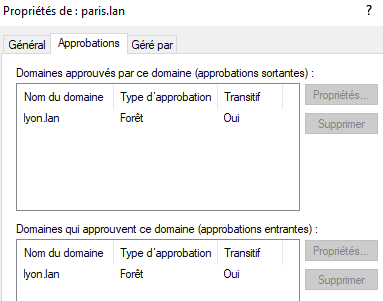 Propriétés de : paris.lan
?
Général
Approbations
Géré par
Domaines approuvés par ce domaine (approbations sortantes) :
Nom du domaine Type d'approbation Transitif
Propriétés...
lyon.lan Forêt Oui
Supprimer
Domaines qui approuvent ce domaine (approbations entrantes) :
Nom du domaine Type d'approbation Transitif
Propriétés...
lyon.lan Forêt Oui
Supprimer